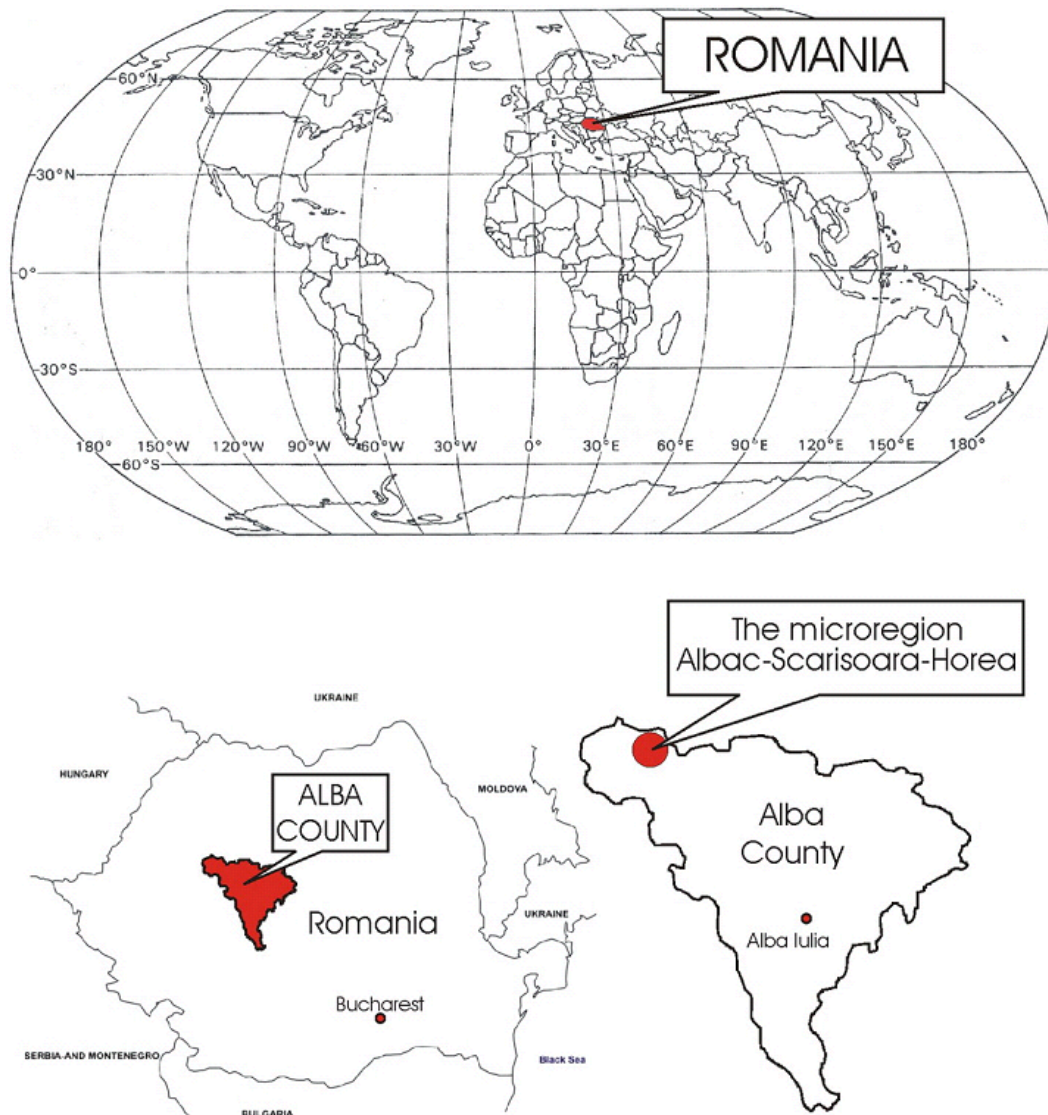 ROMANIA
60°N
30°N
0°
30°S
180° 150°W 90°W 60°W 30°W 0° 30°E 60°E 90°E 120°E 150°E 180°
60°S
The microregion
Albac-Scarisoara-Horea
UKRAINE
HUNGARY
MOLDOVA
ALBA
COUNTY
Alba
County
UKRAINE
Romania
Alba Iulia
Bucharest
SERBIA AND MONTENEGRO
Black Sea
BULGARIA